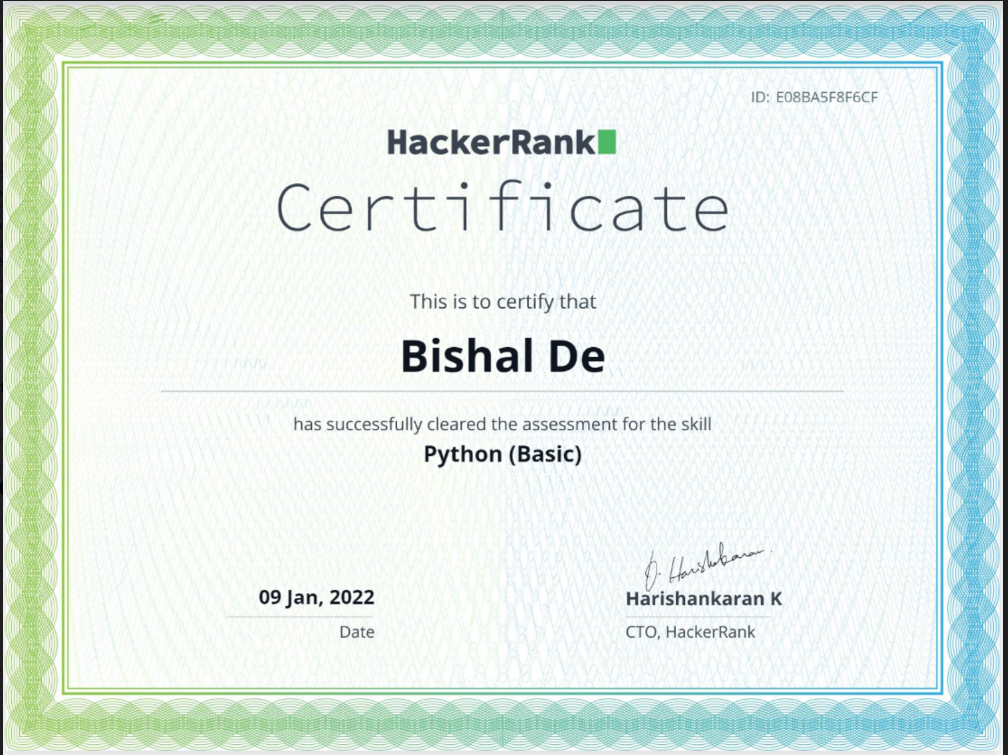 ID: E08BA5F8F6CF
HackerRank
Certificate
This is to certify that
Bishal De
has successfully cleared the assessment for the skill
Python (Basic)
09 Jan, 2022
Date
Harishankaran K
CTO, HackerRank